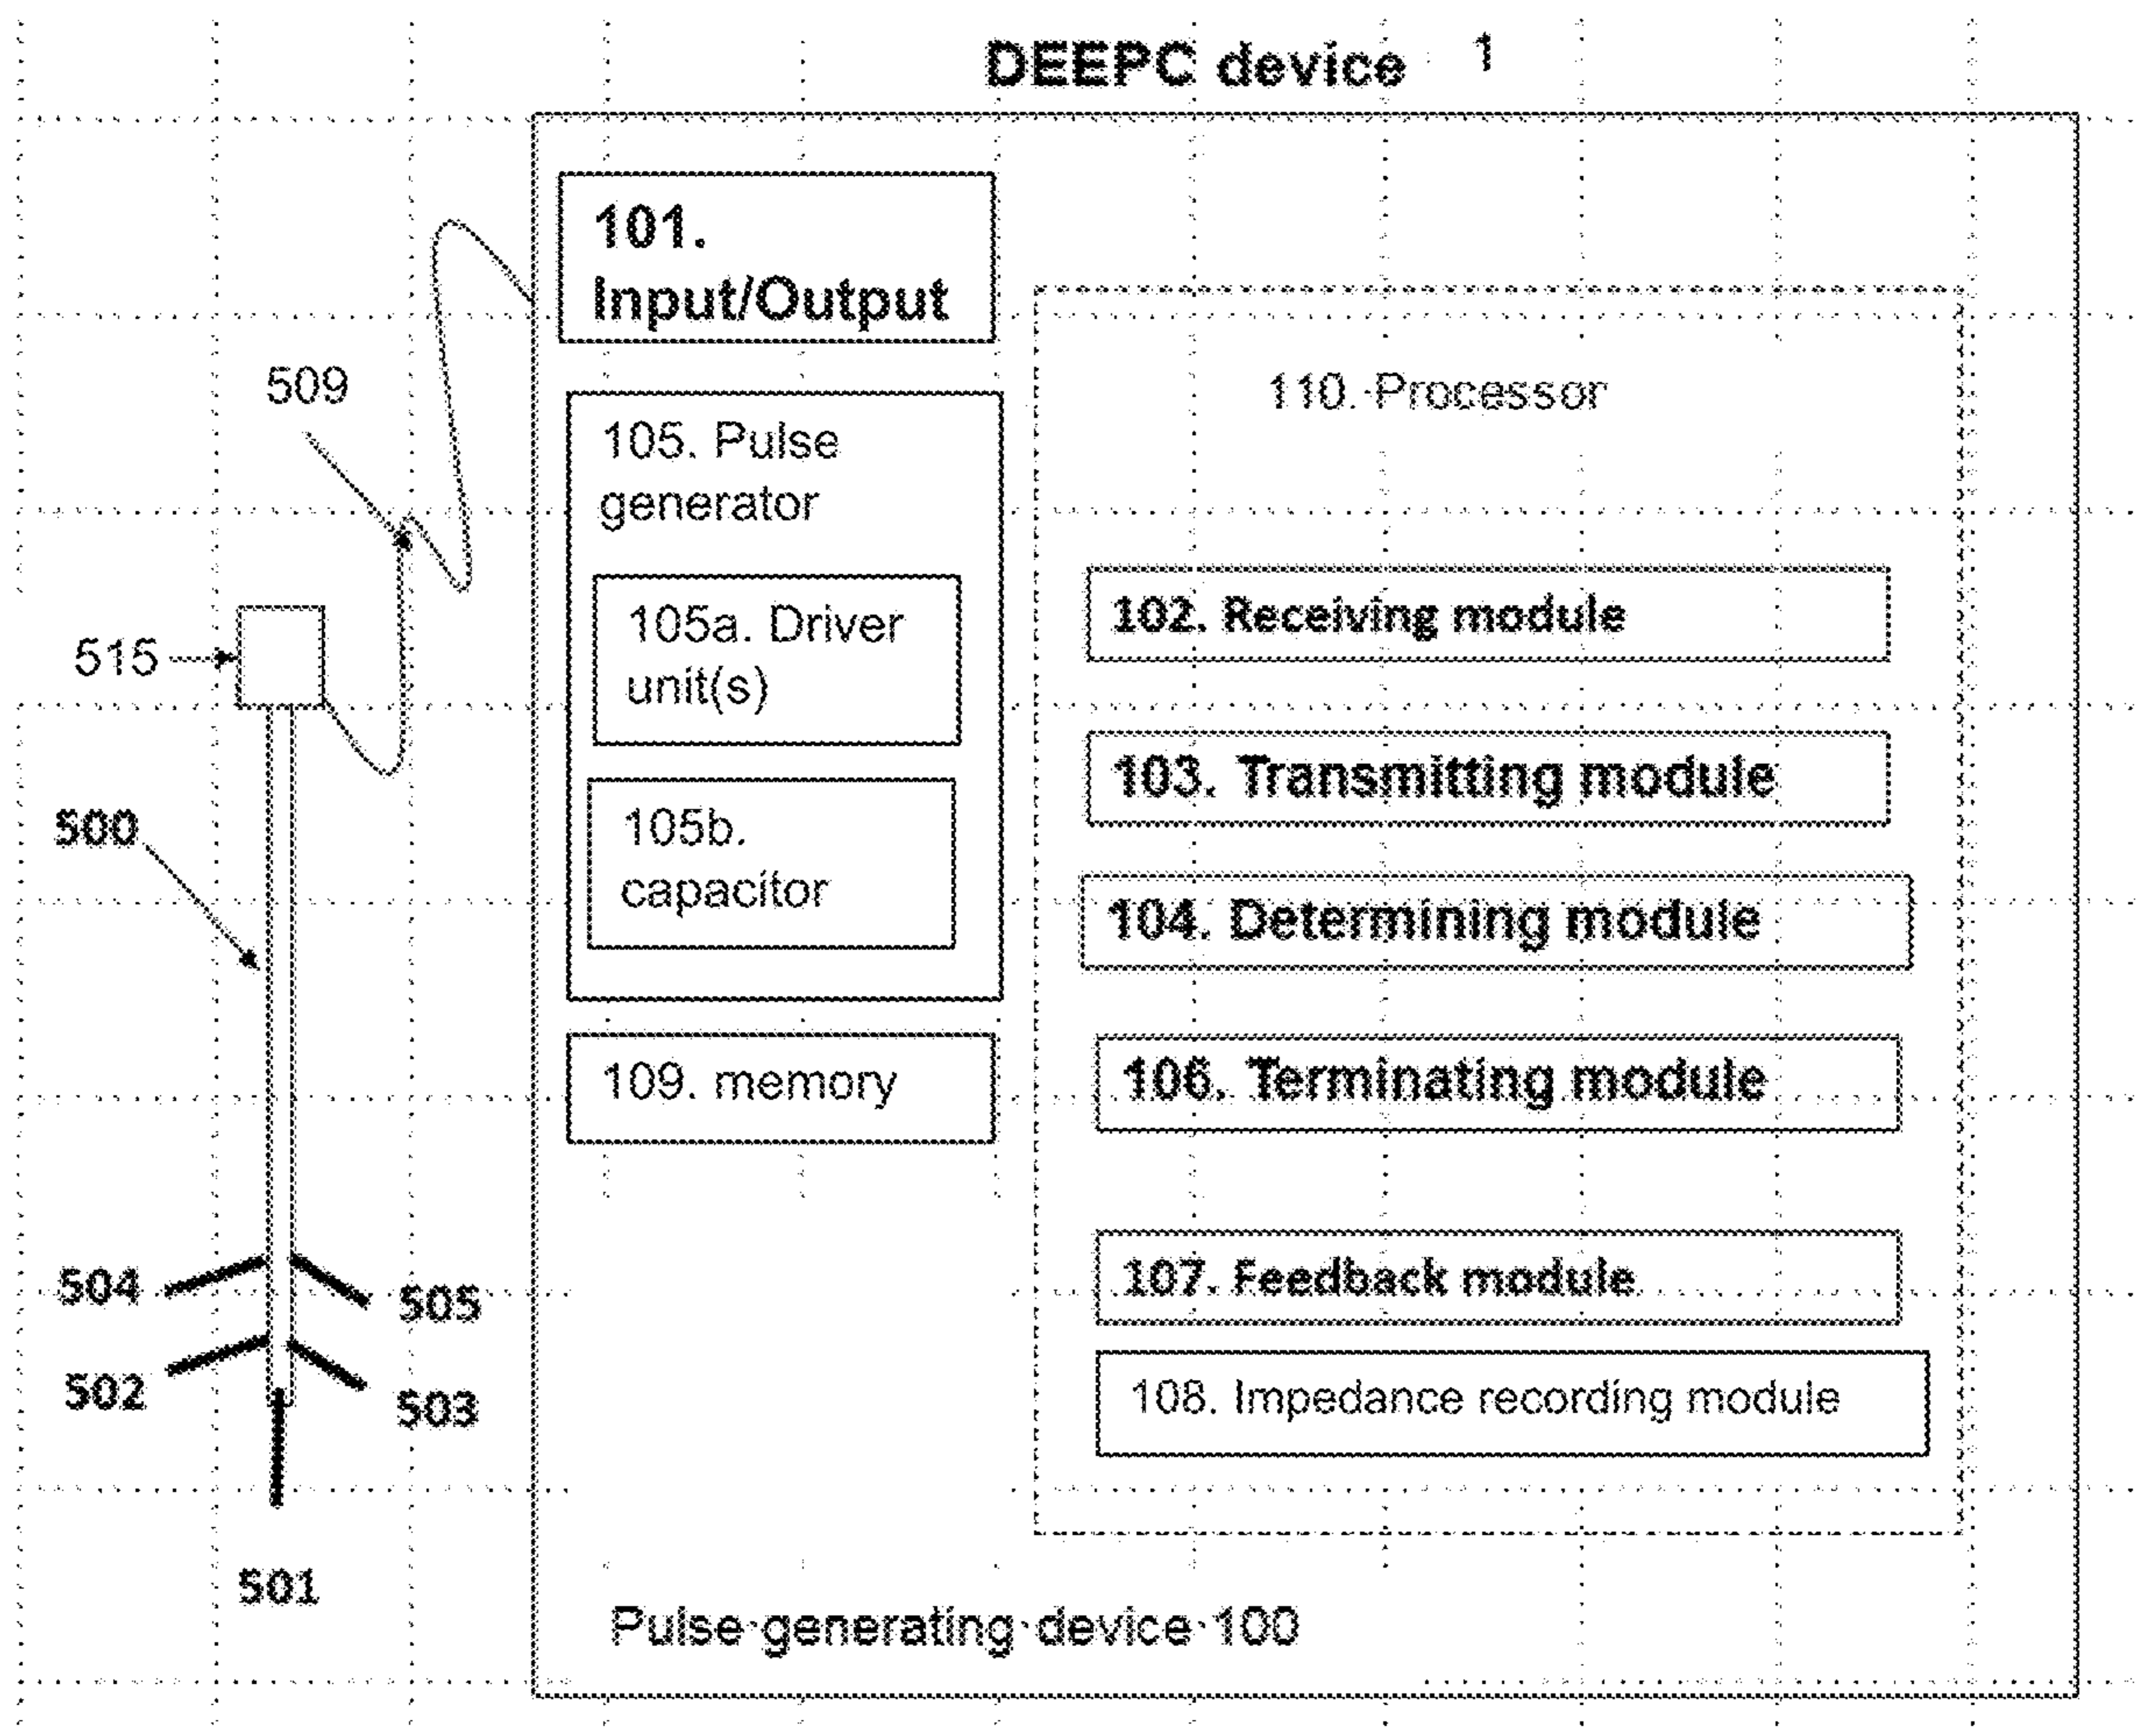 DEEPC device 1
101.
Input/Output
509
110. Processor
105. Pulse
generator
102. Receiving module
105a. Driver
unit(s)
515
103. Transmitting module
500
105b.
capacitor
104. Determining module
109. memory
106. Terminating module
504
505
107. Feedback module
502
503
108. Impedance recording module
501
Pulse generating device 100